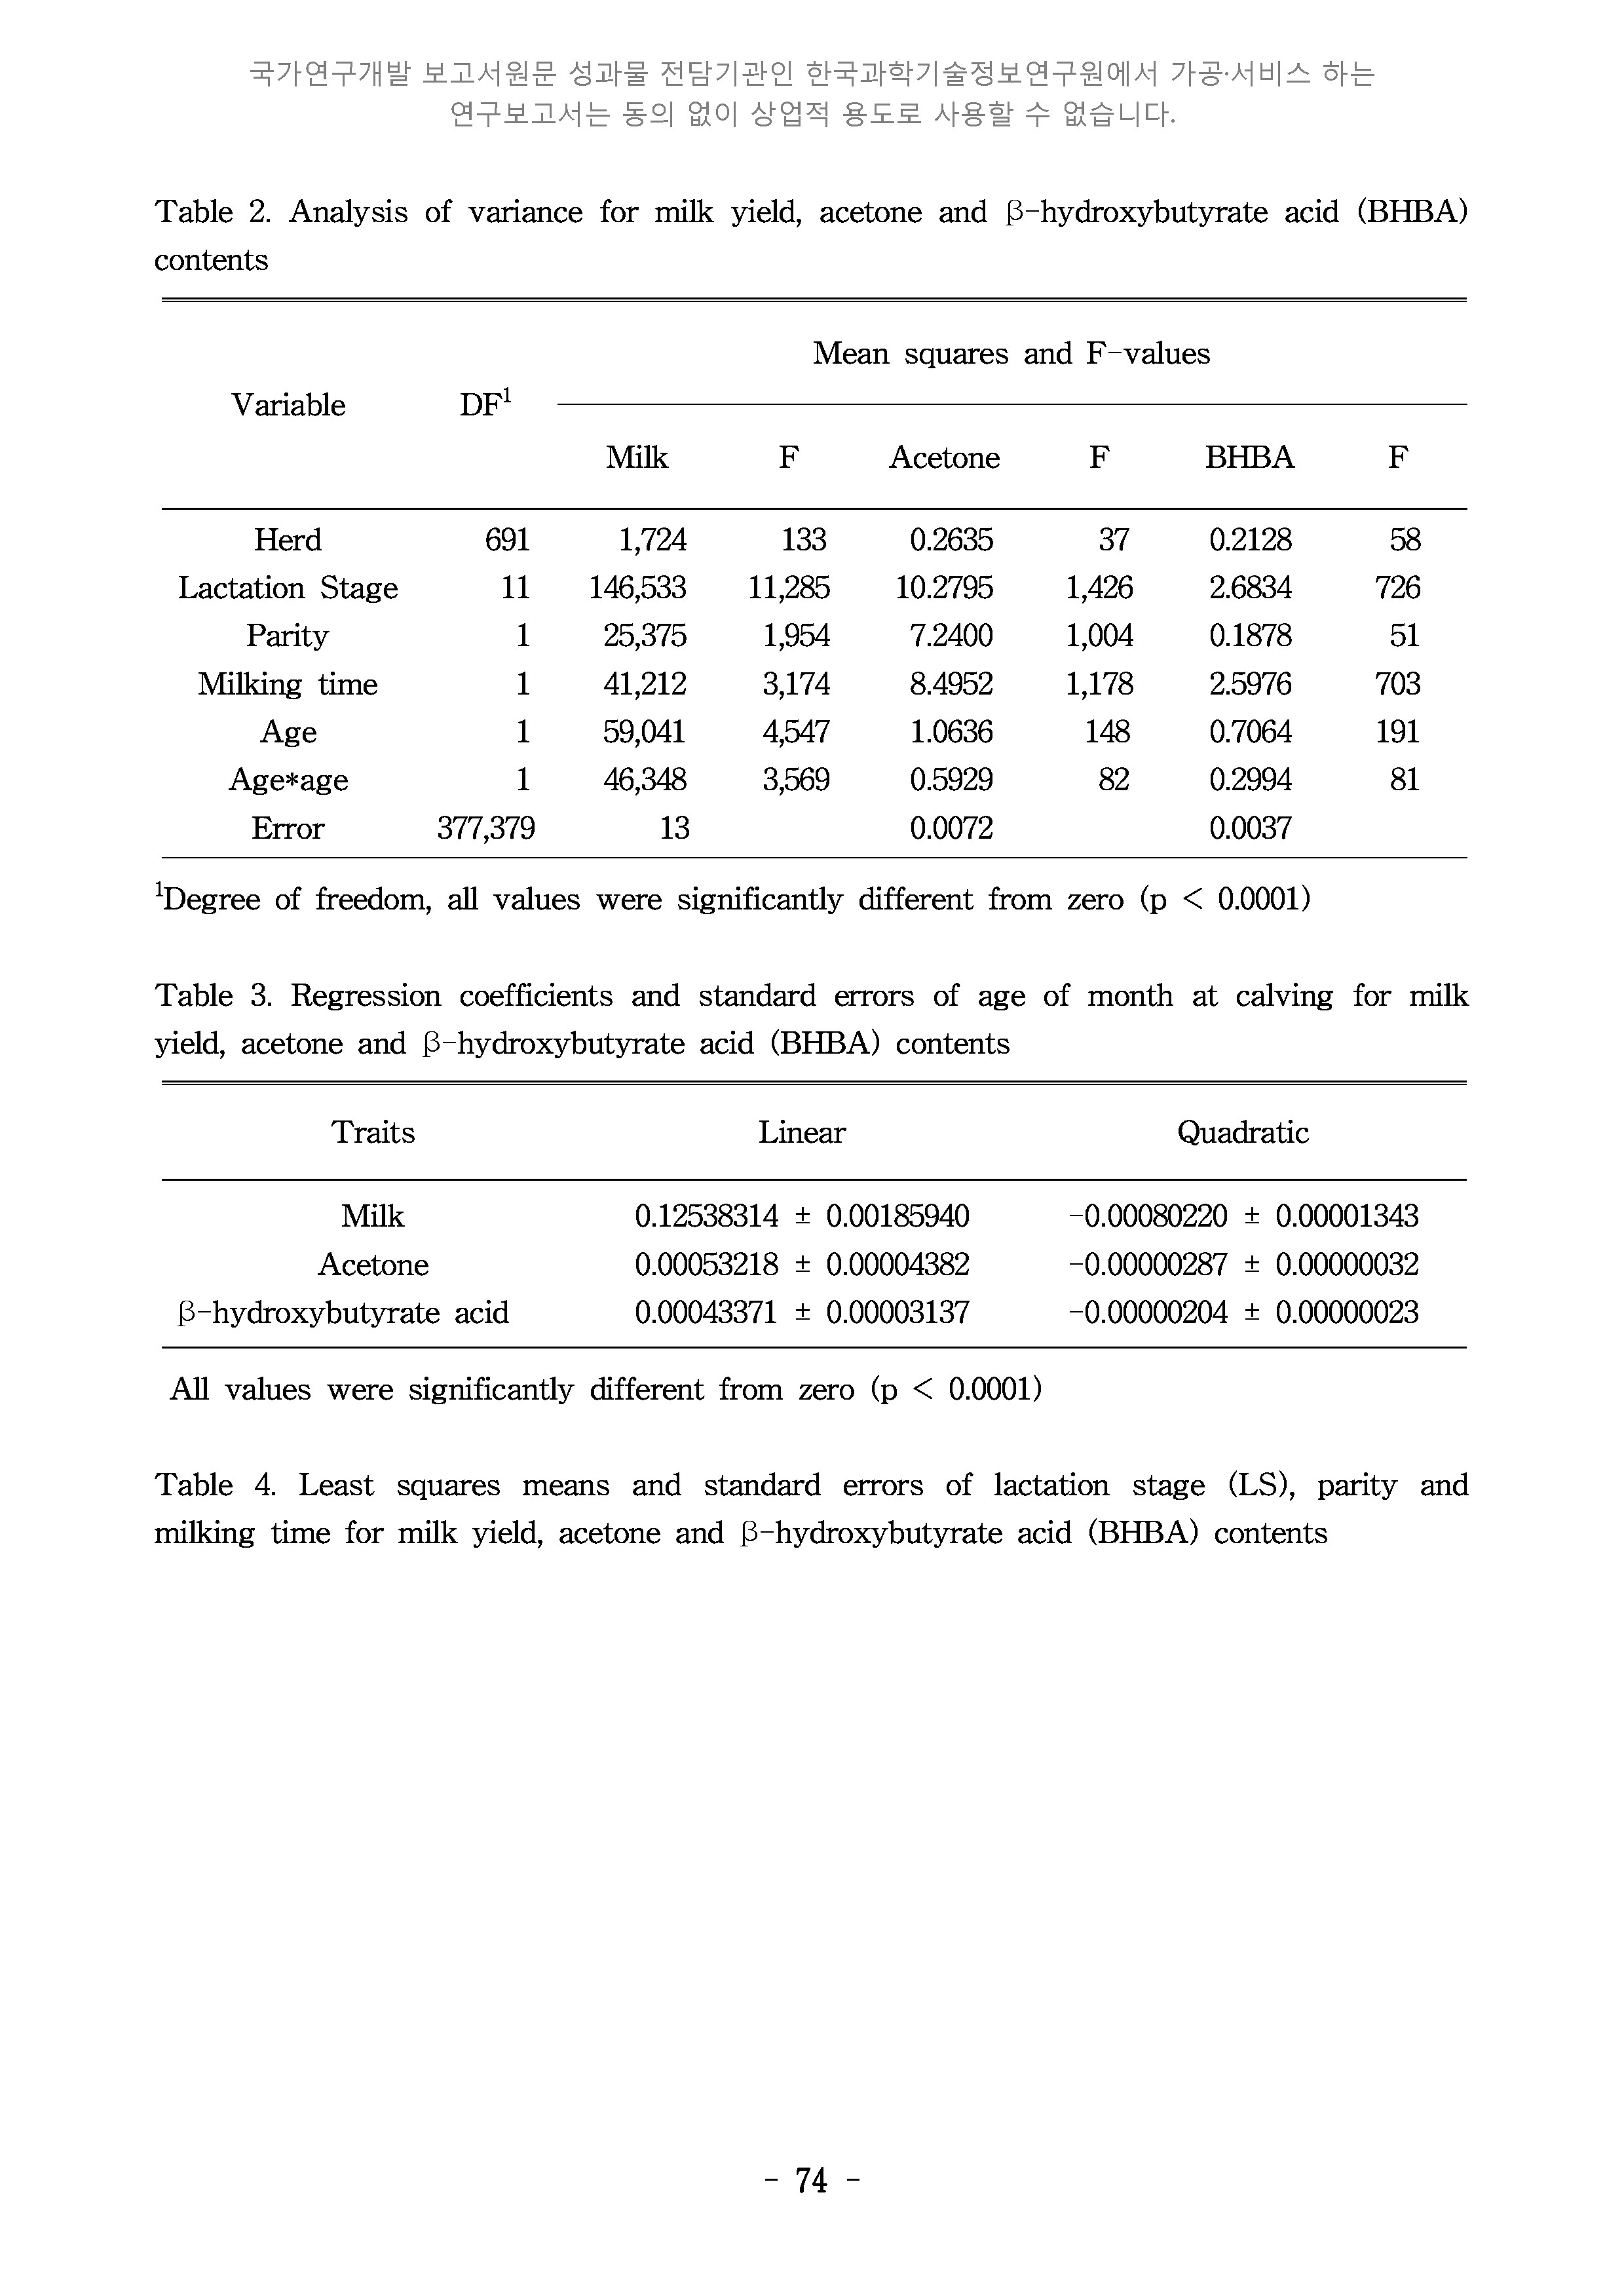 국가연구개발 보고서원문 성과물 전담기관인 한국과학기술정보연구원에서 가공·서비스 하는
연구보고서는 동의 없이 상업적 용도로 사용할 수 없습니다.
Table 2. Analysis of variance for milk yield, acetone and β-hydroxybutyrate acid (BHBA)
contents
Mean squares and F-values
Variable DF¹
Milk F Acetone F BHBA F
Herd 691 1,724 133 0.2635 37 0.2128 58
Lactation Stage 11 146,533 11,285 10.2795 1,426 2.6834 726
Parity 1 25,375 1,954 7.2400 1,004 0.1878 51
Milking time 1 41,212 3,174 8.4952 1,178 2.5976 703
Age 1 59,041 4,547 1.0636 148 0.7064 191
Age*age 1 46,348 3,569 0.5929 82 0.2994 81
Error 377,379 13 0.0072 0.0037
¹Degree of freedom, all values were significantly different from zero (p < 0.0001)
Table 3. Regression coefficients and standard errors of age of month at calving for milk
yield, acetone and β-hydroxybutyrate acid (BHBA) contents
Traits Linear Quadratic
Milk 0.12538314 ± 0.00185940 -0.00080220 ± 0.00001343
Acetone 0.00053218 ± 0.00004382 -0.00000287 ± 0.00000032
β-hydroxybutyrate acid 0.00043371 ± 0.00003137 -0.00000204 ± 0.00000023
All values were significantly different from zero (p < 0.0001)
Table 4. Least squares means and standard errors of lactation stage (LS), parity and
milking time for milk yield, acetone and β-hydroxybutyrate acid (BHBA) contents
- 74 -